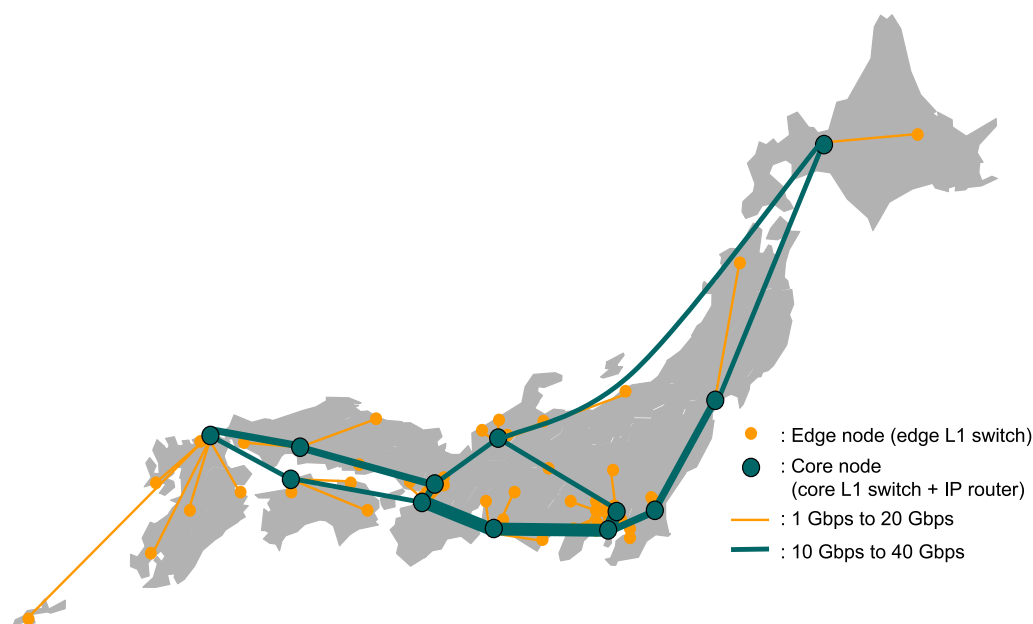 : Edge node (edge L1 switch)
: Core node
(core L1 switch + IP router)
: 1 Gbps to 20 Gbps
: 10 Gbps to 40 Gbps